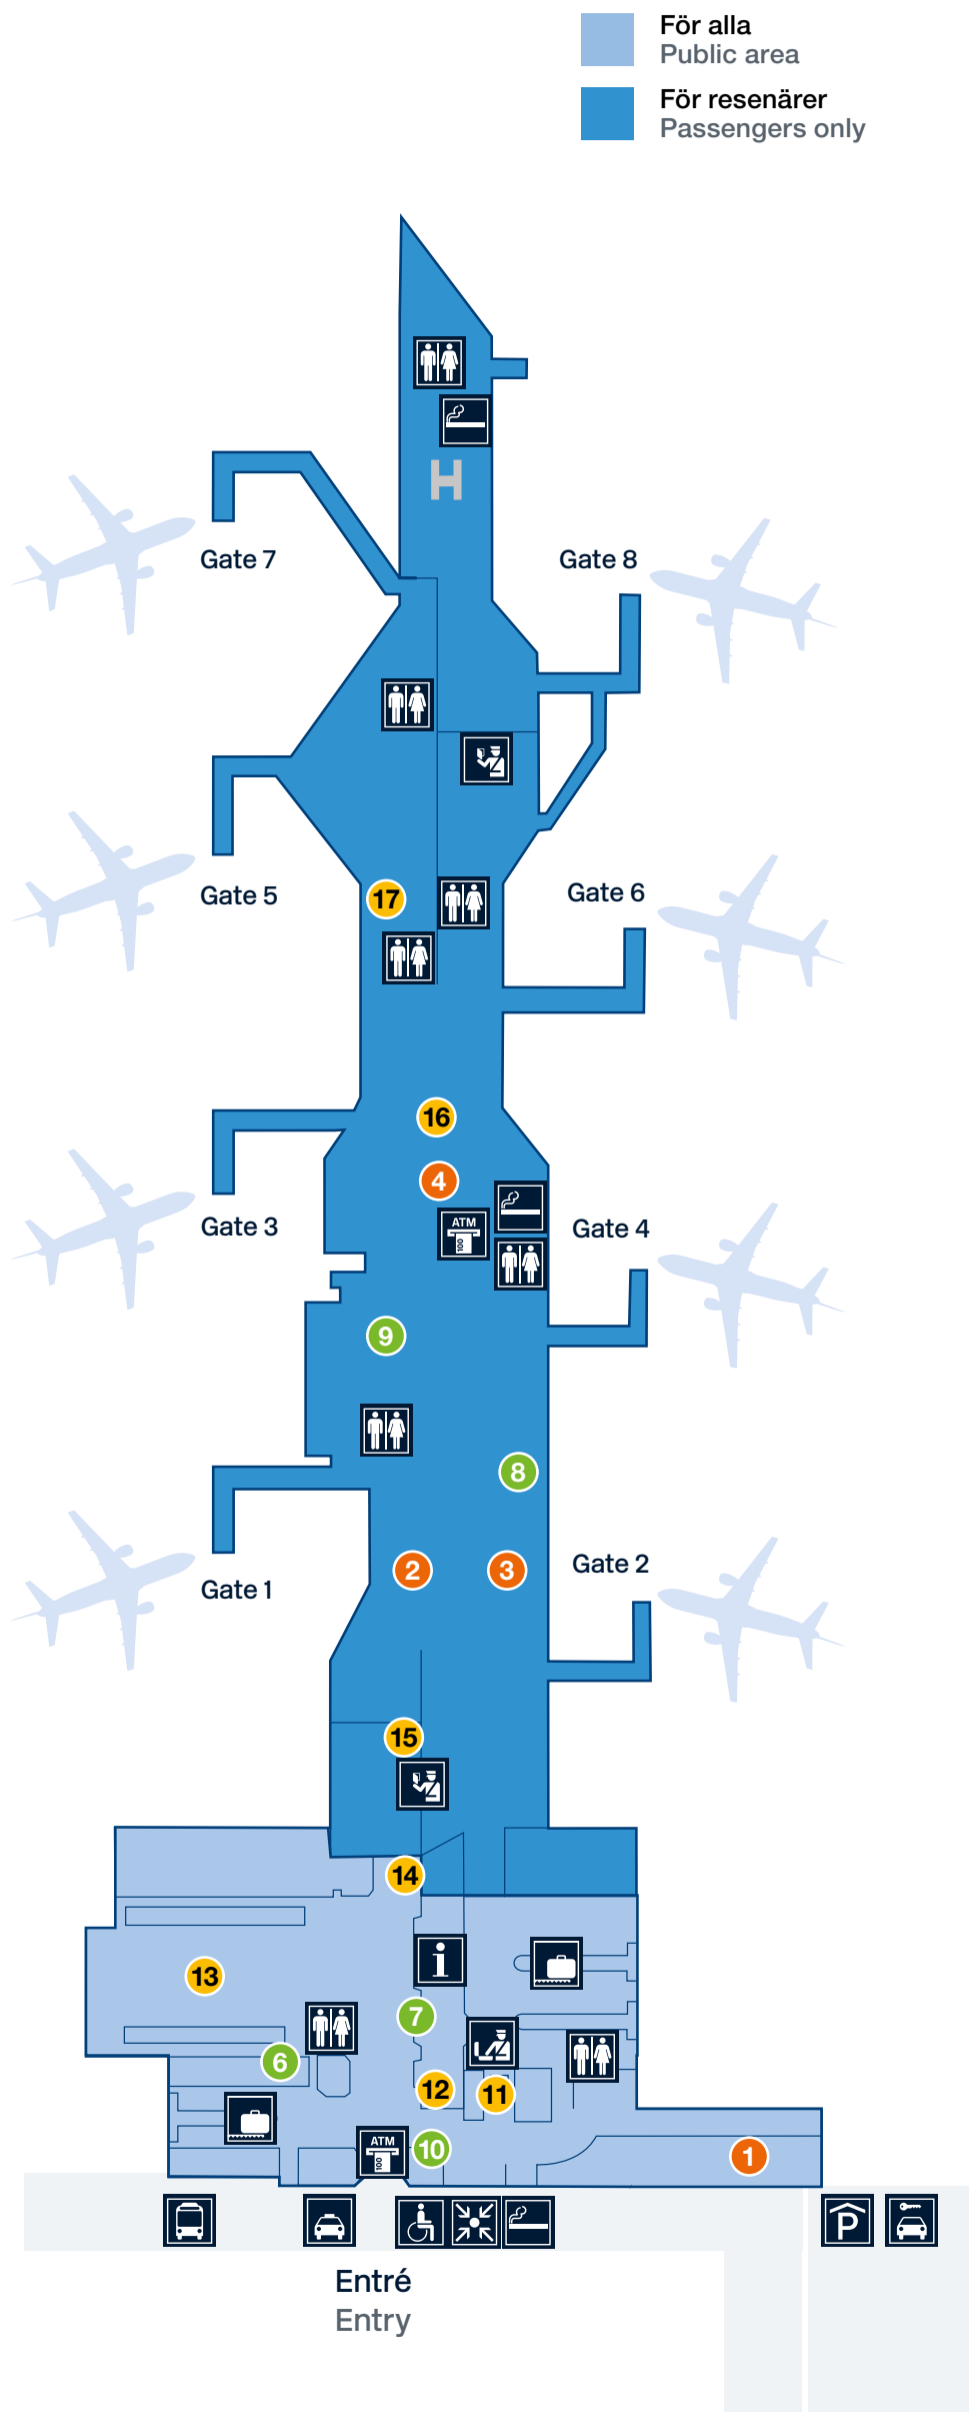 För alla
Public area
För resenärer
Passengers only
H
Gate 7
Gate 8
Gate 5
17
Gate 6
16
4
Gate 3
ATM
100
Gate 4
9
8
2
3
Gate 2
Gate 1
15
14
i
13
7
6
12
11
ATM
100
10
1
P
Entré
Entry